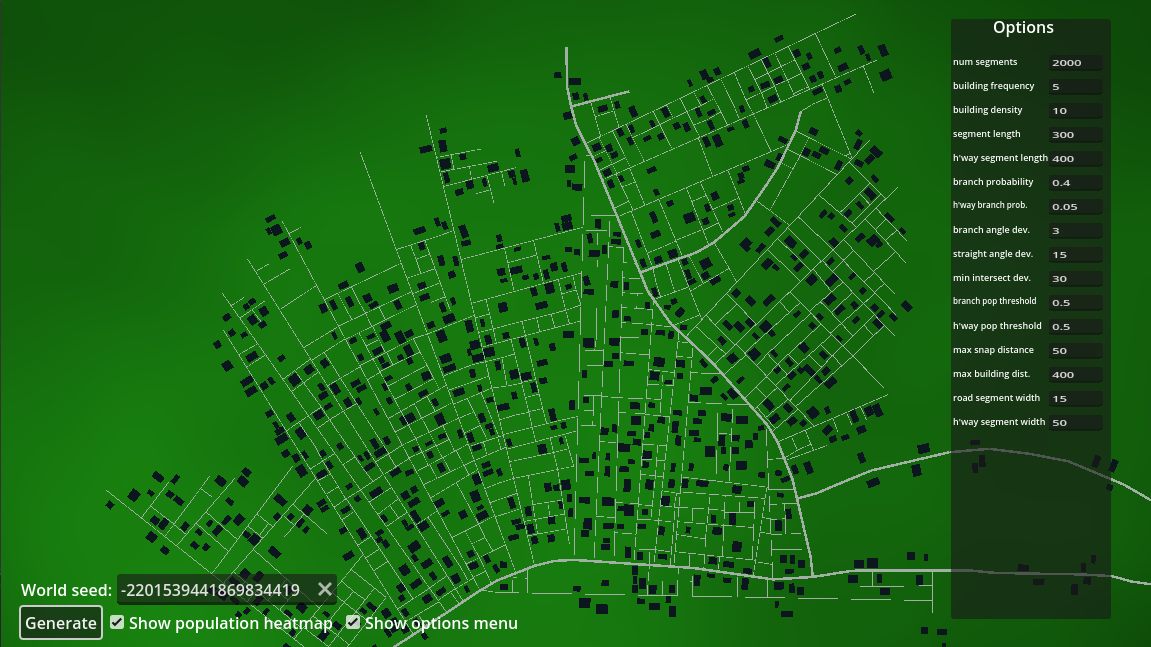 Options
num segments 2000
building frequency 5
building density 10
segment length 300
h'way segment length 400
branch probability 0.4
h'way branch prob. 0.05
branch angle dev. 3
straight angle dev. 15
min intersect dev. 30
branch pop threshold 0.5
h'way pop threshold 0.5
max snap distance 50
max building dist. 400
road segment width 15
h'way segment width 50
World seed: -2201539441869834419
Generate Show population heatmap Show options menu